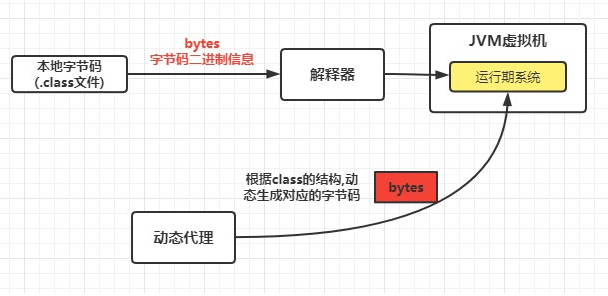 本地字节码
(.class文件)
bytes
字节码二进制信息
解释器
JVM虚拟机
运行期系统
根据class的结构,动
态生成对应的字节码
bytes
动态代理